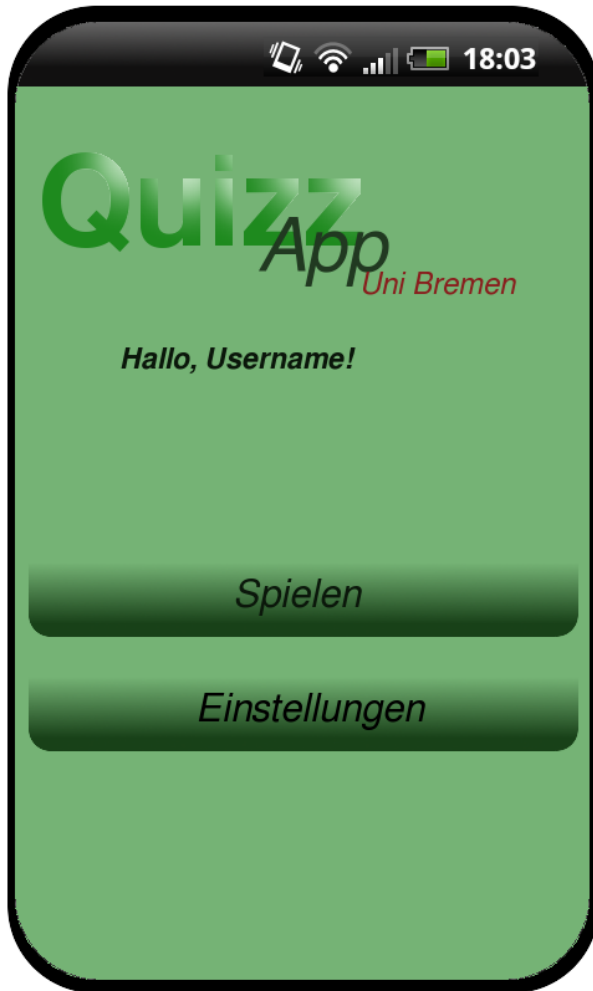 18:03
Quizz
App
Uni Bremen
Hallo, Username!
Spielen
Einstellungen